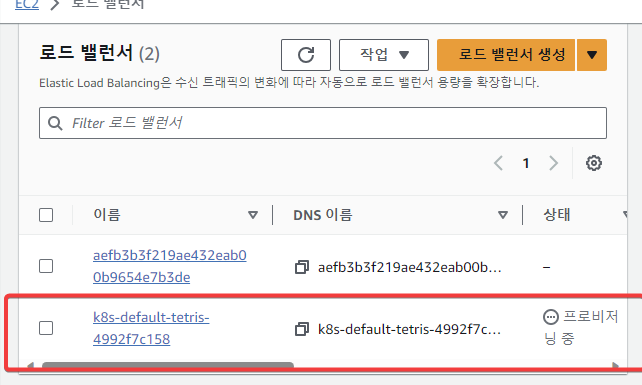 EC2 > 로드 밸런서
로드 밸런서 (2)
작업
로드 밸런서 생성
Elastic Load Balancing은 수신 트래픽의 변화에 따라 자동으로 로드 밸런서 용량을 확장합니다.
Filter 로드 밸런서
1
이름 DNS 이름 상태
aefb3b3f219ae432eab0
0b9654e7b3de
aefb3b3f219ae432eab00b...
–
k8s-default-tetris-
4992f7c158
k8s-default-tetris-4992f7c...
프로비저
닝 중